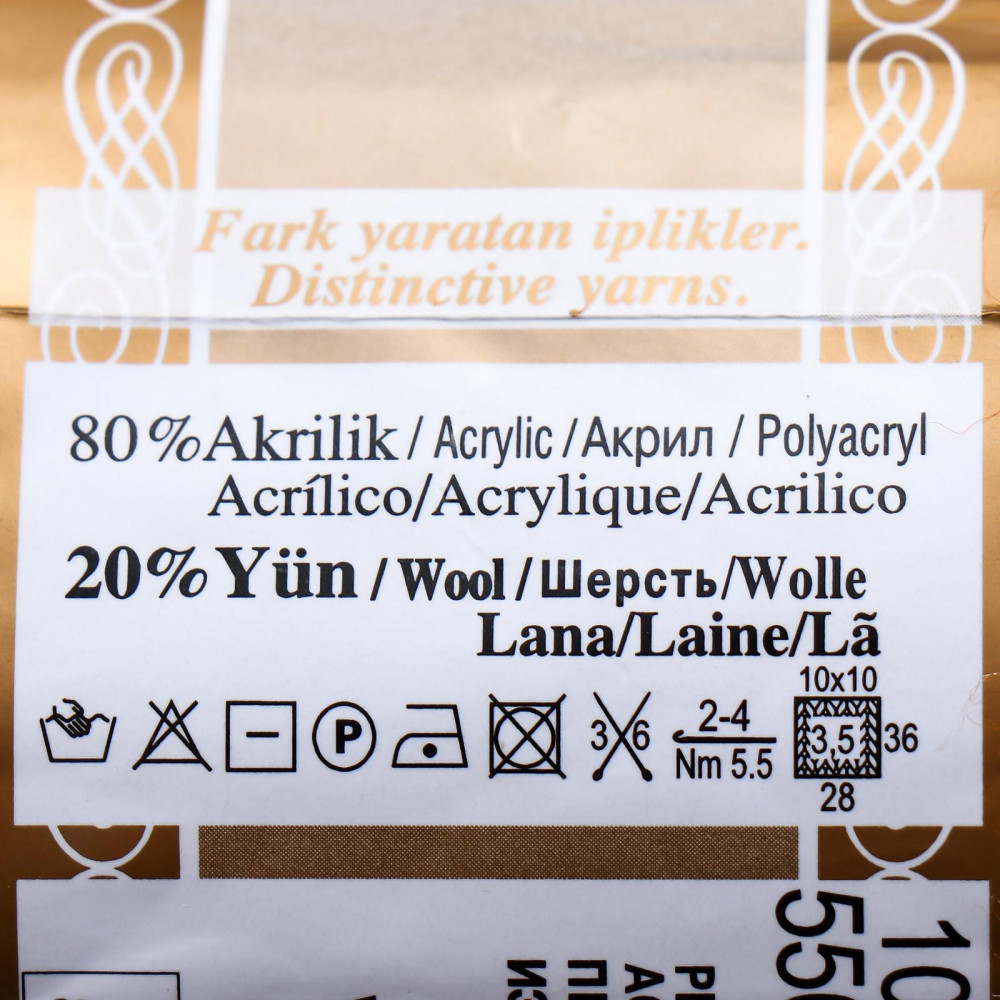 Fark yaratan iplikler.
Distinctive yarns.
80%Akrilik / Acrylic / Акрил / Polyacryl
Acrílico/Acrylique/Acrilico
20% Yün / Wool / Шерсть/Wolle
Lana/Laine/Lã
10x10
P 3 6 2-4 3,5 36
Nm 5.5
28